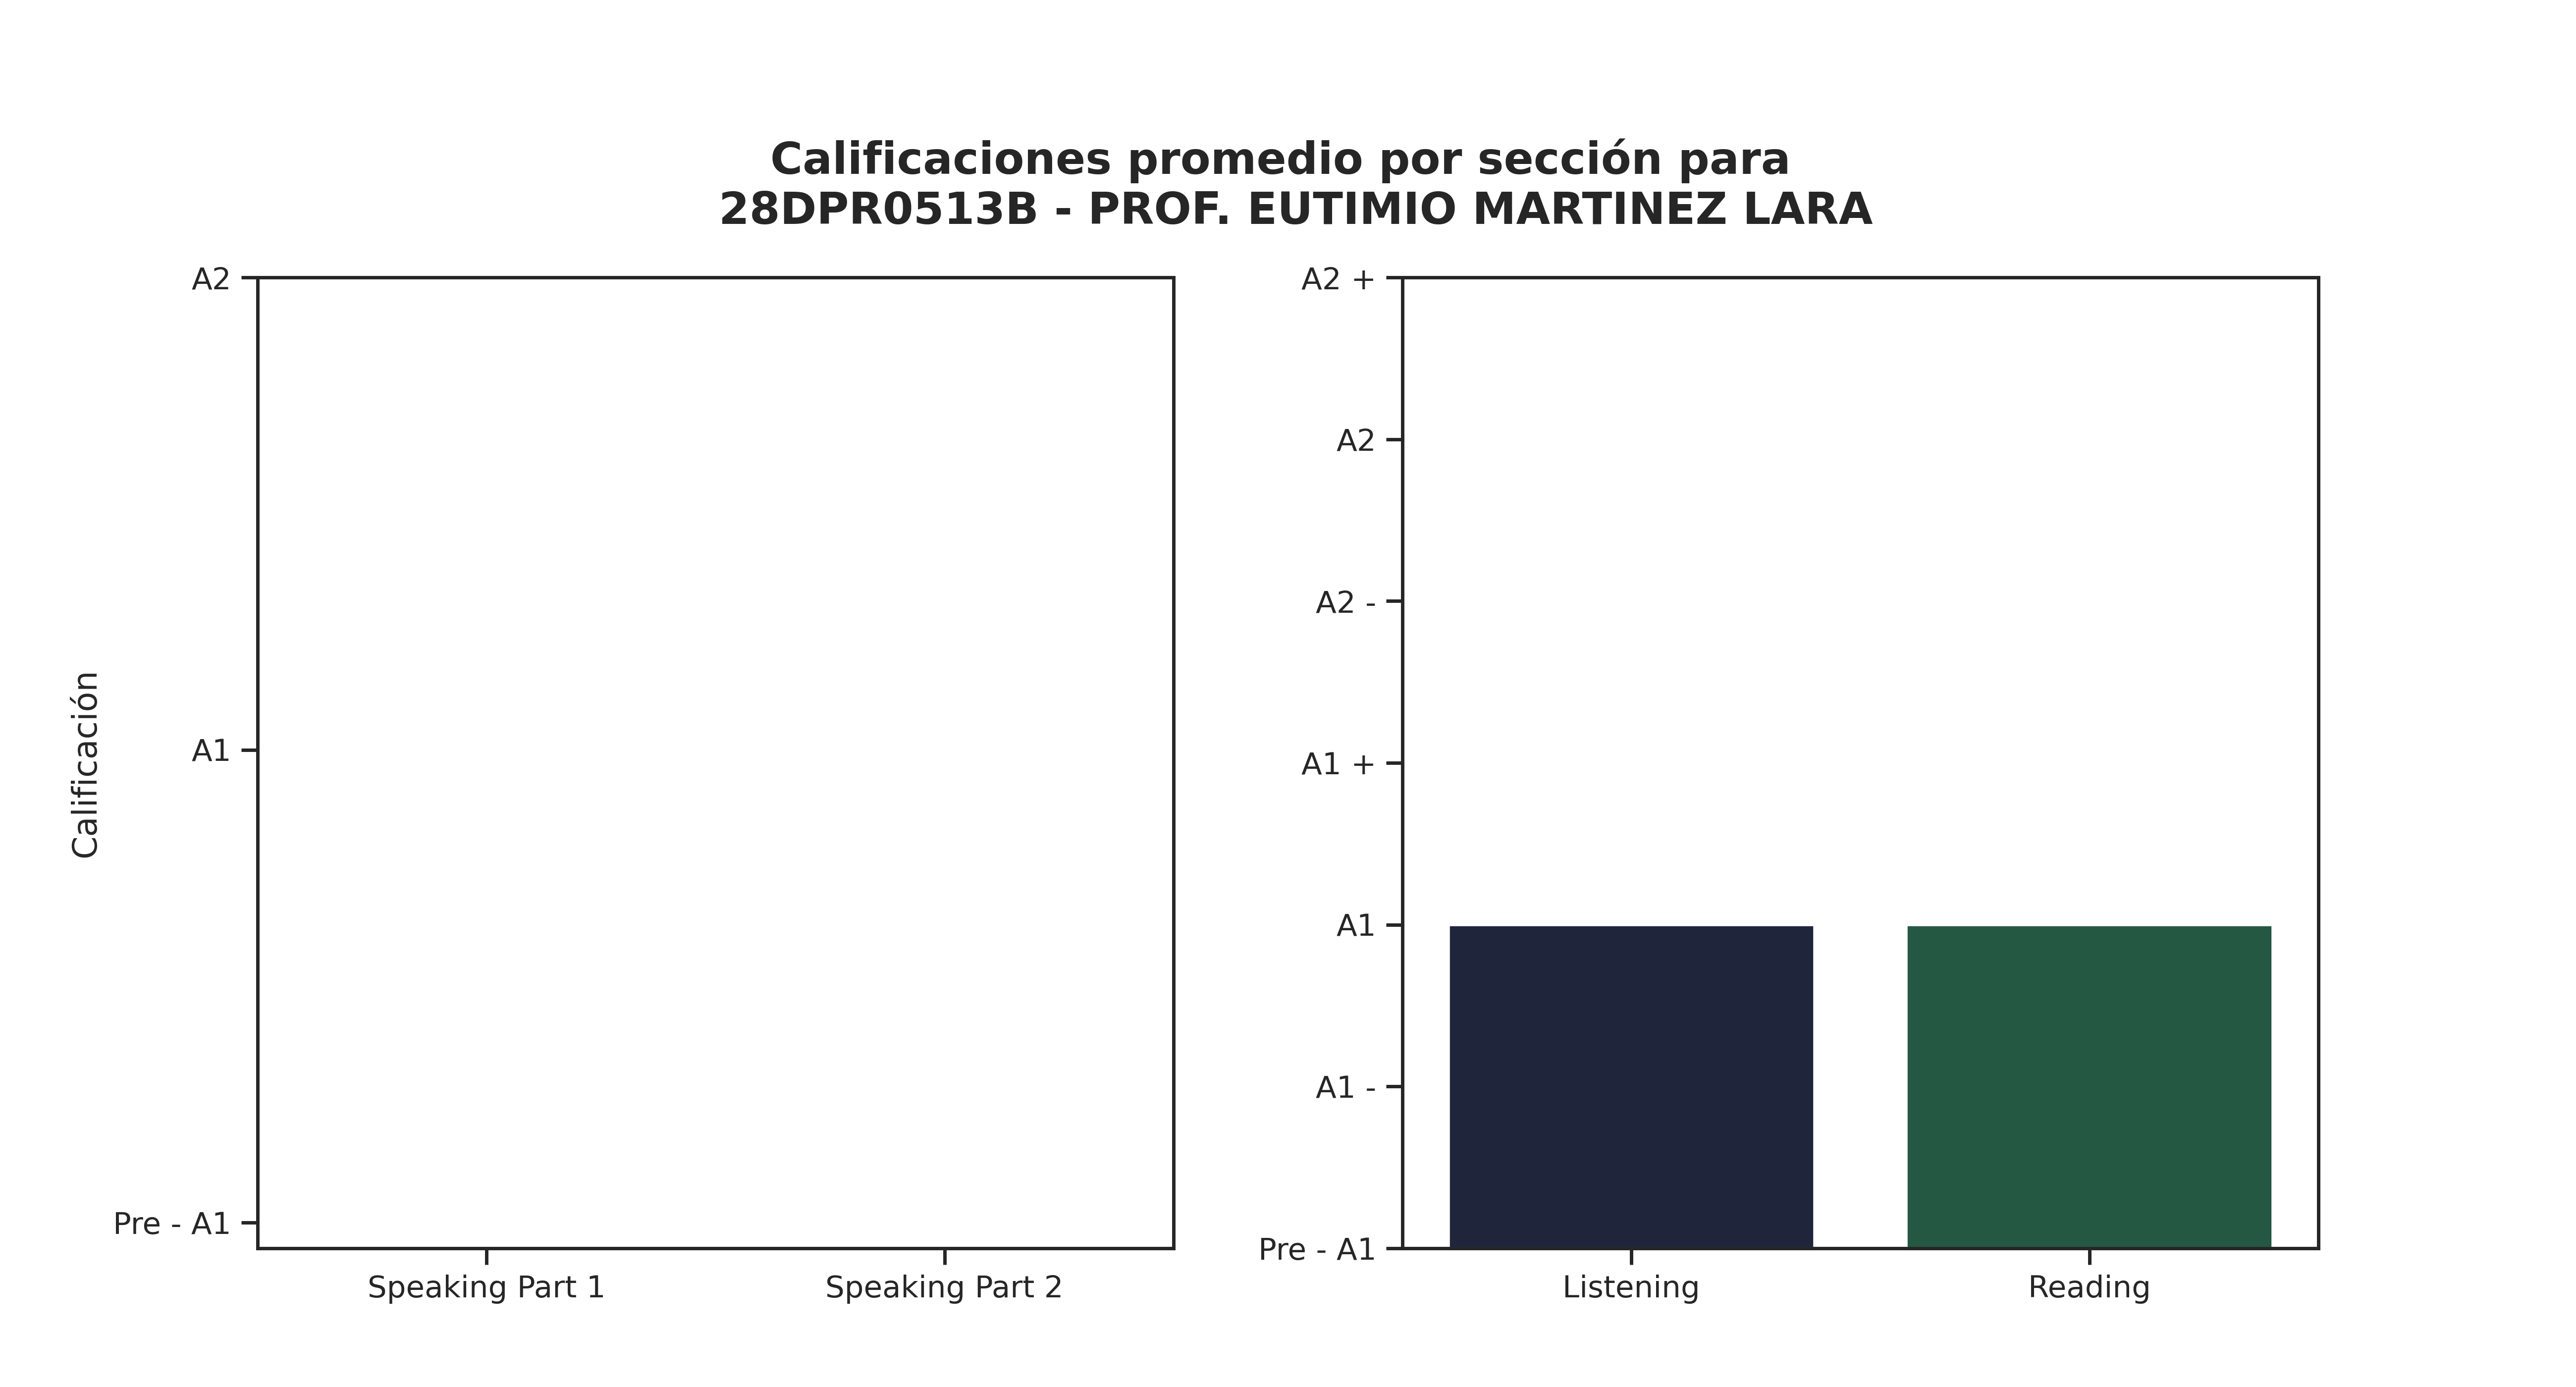 Calificaciones promedio por sección para
28DPR0513B - PROF. EUTIMIO MARTINEZ LARA
Calificación
A2
A1
Pre - A1
Speaking Part 1
Speaking Part 2
A2 +
A2
A2 -
A1 +
A1
A1 -
Pre - A1
Listening
Reading